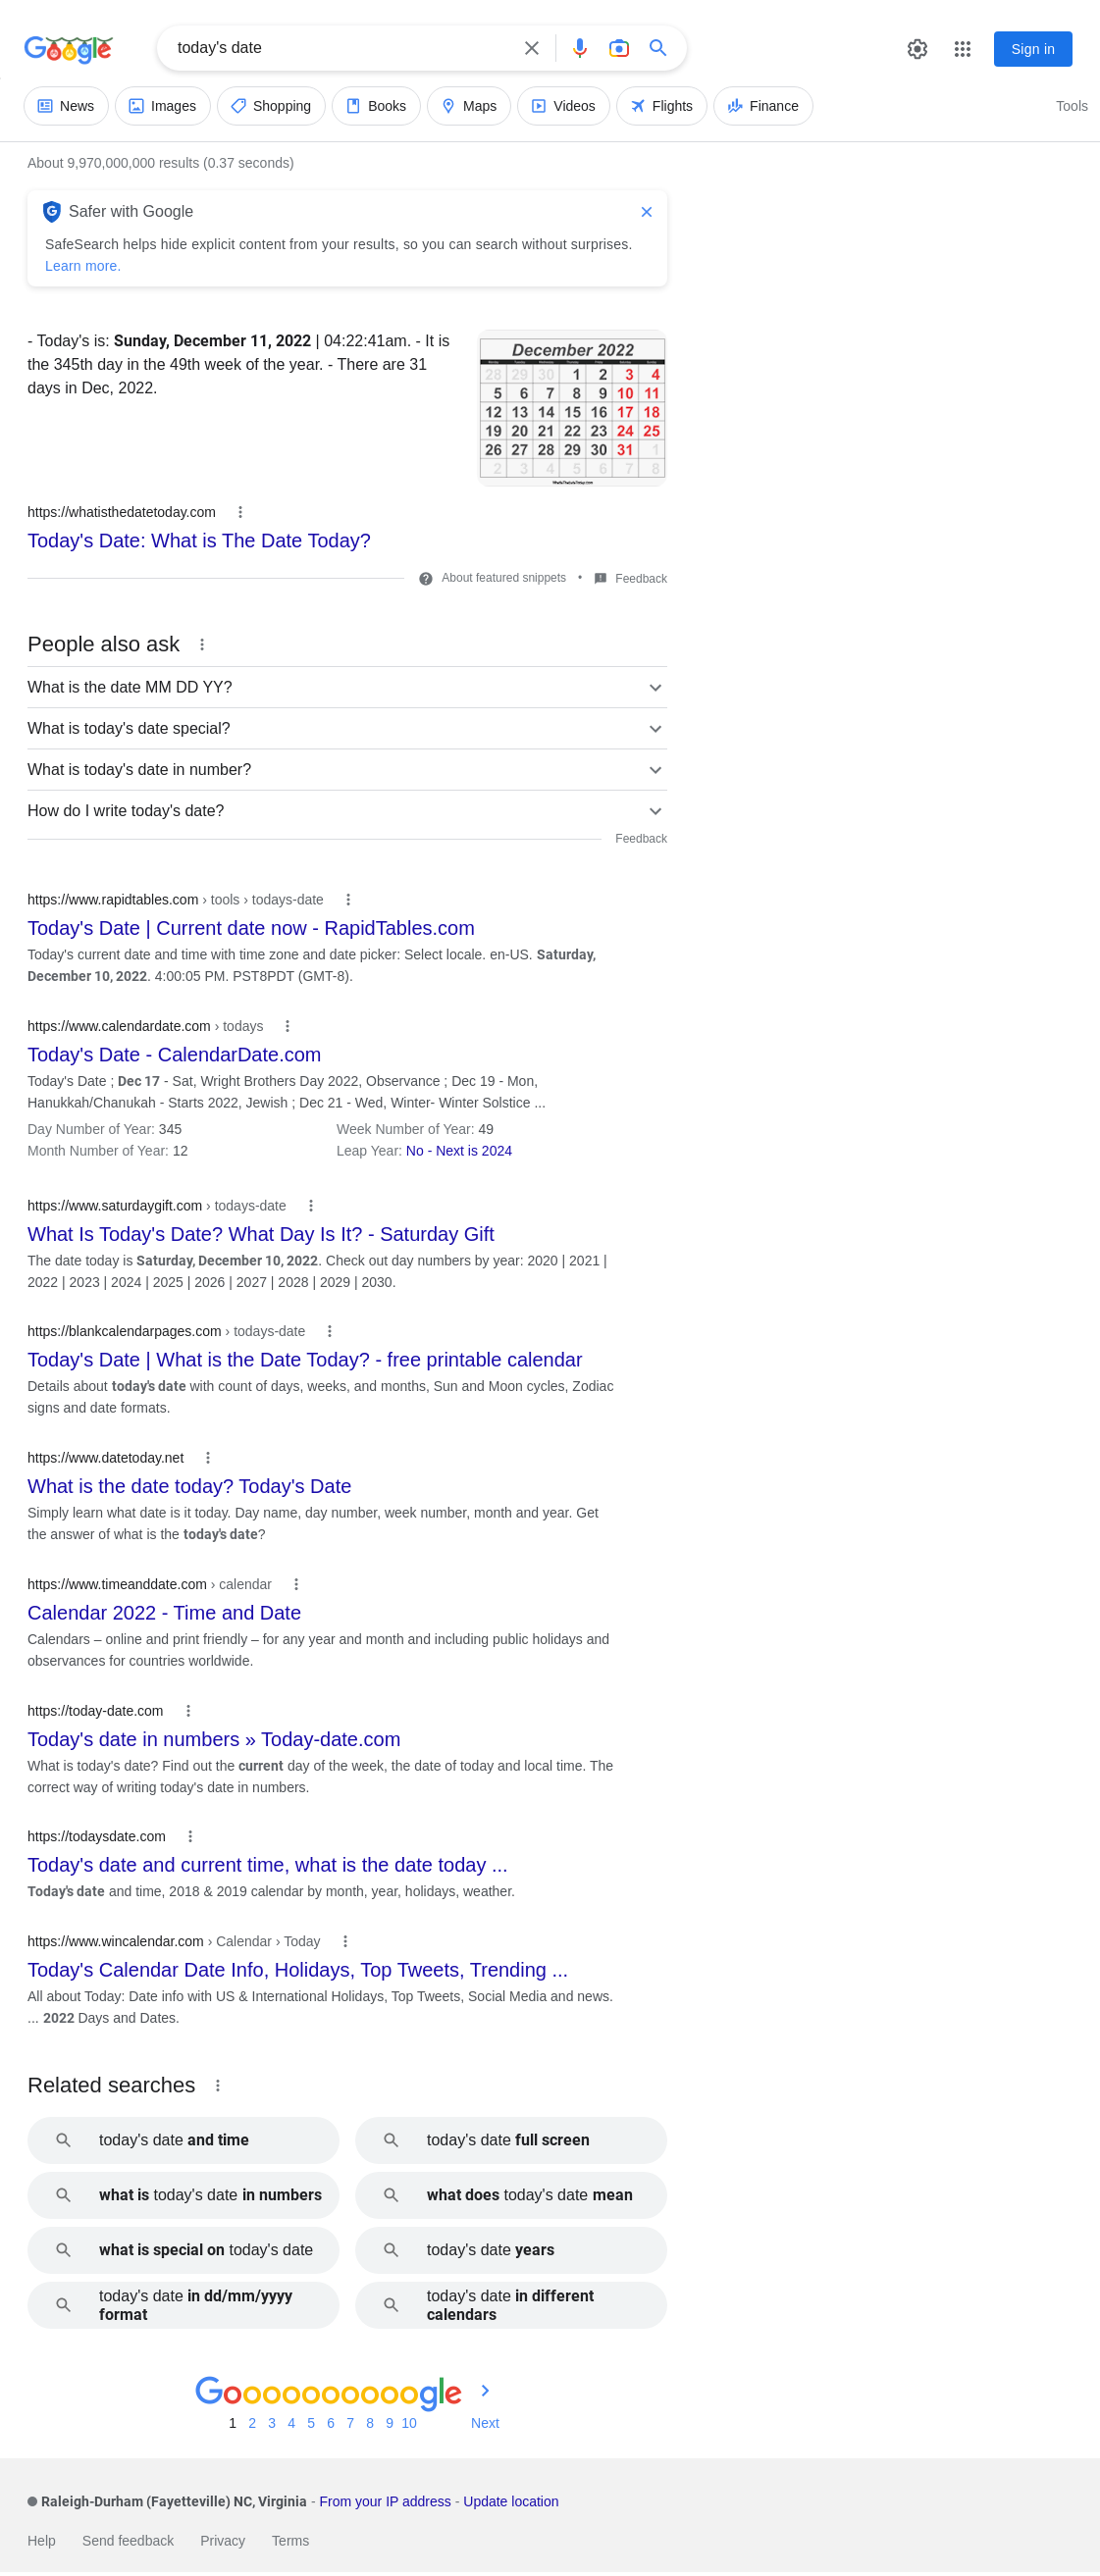 Google
today's date
Sign in
News Images Shopping Books Maps Videos Flights Finance Tools
About 9,970,000,000 results (0.37 seconds)
Safer with Google
SafeSearch helps hide explicit content from your results, so you can search without surprises.
Learn more.
- Today's is: Sunday, December 11, 2022 | 04:22:41am. - It is
the 345th day in the 49th week of the year. - There are 31
days in Dec, 2022.
December 2022
28 29 30 1 2 3 4
5 6 7 8 9 10 11
12 13 14 15 16 17 18
19 20 21 22 23 24 25
26 27 28 29 30 31 1
2 3 4 5 6 7 8
https://whatisthedatetoday.com
Today's Date: What is The Date Today?
About featured snippets • Feedback
People also ask
What is the date MM DD YY?
What is today's date special?
What is today's date in number?
How do I write today's date?
Feedback
https://www.rapidtables.com › tools › todays-date
Today's Date | Current date now - RapidTables.com
Today's current date and time with time zone and date picker: Select locale. en-US. Saturday,
December 10, 2022. 4:00:05 PM. PST8PDT (GMT-8).
https://www.calendardate.com › todays
Today's Date - CalendarDate.com
Today's Date ; Dec 17 - Sat, Wright Brothers Day 2022, Observance ; Dec 19 - Mon,
Hanukkah/Chanukah - Starts 2022, Jewish ; Dec 21 - Wed, Winter- Winter Solstice ...
Day Number of Year: 345 Week Number of Year: 49
Month Number of Year: 12 Leap Year: No - Next is 2024
https://www.saturdaygift.com › todays-date
What Is Today's Date? What Day Is It? - Saturday Gift
The date today is Saturday, December 10, 2022. Check out day numbers by year: 2020 | 2021 |
2022 | 2023 | 2024 | 2025 | 2026 | 2027 | 2028 | 2029 | 2030.
https://blankcalendarpages.com › todays-date
Today's Date | What is the Date Today? - free printable calendar
Details about today's date with count of days, weeks, and months, Sun and Moon cycles, Zodiac
signs and date formats.
https://www.datetoday.net
What is the date today? Today's Date
Simply learn what date is it today. Day name, day number, week number, month and year. Get
the answer of what is the today's date?
https://www.timeanddate.com › calendar
Calendar 2022 - Time and Date
Calendars – online and print friendly – for any year and month and including public holidays and
observances for countries worldwide.
https://today-date.com
Today's date in numbers » Today-date.com
What is today's date? Find out the current day of the week, the date of today and local time. The
correct way of writing today's date in numbers.
https://todaysdate.com
Today's date and current time, what is the date today ...
Today's date and time, 2018 & 2019 calendar by month, year, holidays, weather.
https://www.wincalendar.com › Calendar › Today
Today's Calendar Date Info, Holidays, Top Tweets, Trending ...
All about Today: Date info with US & International Holidays, Top Tweets, Social Media and news.
... 2022 Days and Dates.
Related searches
today's date and time
today's date full screen
what is today's date in numbers
what does today's date mean
what is special on today's date
today's date years
today's date in dd/mm/yyyy
format
today's date in different
calendars
Goooooooooogle
1 2 3 4 5 6 7 8 9 10 Next
Raleigh-Durham (Fayetteville) NC, Virginia - From your IP address - Update location
Help Send feedback Privacy Terms